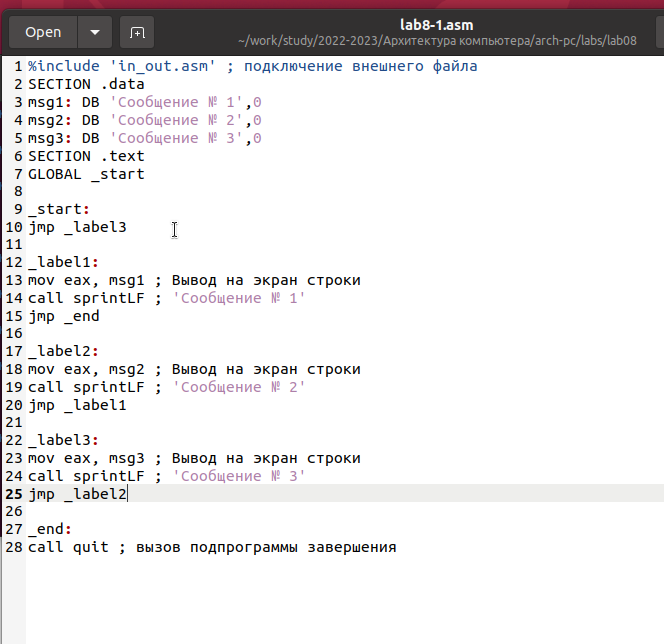 Open
lab8-1.asm
~/work/study/2022-2023/Архитектура компьютера/arch-pc/labs/lab08
1 %include 'in_out.asm' ; подключение внешнего файла
2 SECTION .data
3 msg1: DB 'Сообщение № 1',0
4 msg2: DB 'Сообщение № 2',0
5 msg3: DB 'Сообщение № 3',0
6 SECTION .text
7 GLOBAL _start
8
9 _start:
10 jmp _label3
11
12 _label1:
13 mov eax, msg1 ; Вывод на экран строки
14 call sprintLF ; 'Сообщение № 1'
15 jmp _end
16
17 _label2:
18 mov eax, msg2 ; Вывод на экран строки
19 call sprintLF ; 'Сообщение № 2'
20 jmp _label1
21
22 _label3:
23 mov eax, msg3 ; Вывод на экран строки
24 call sprintLF ; 'Сообщение № 3'
25 jmp _label2
26
27 _end:
28 call quit ; вызов подпрограммы завершения